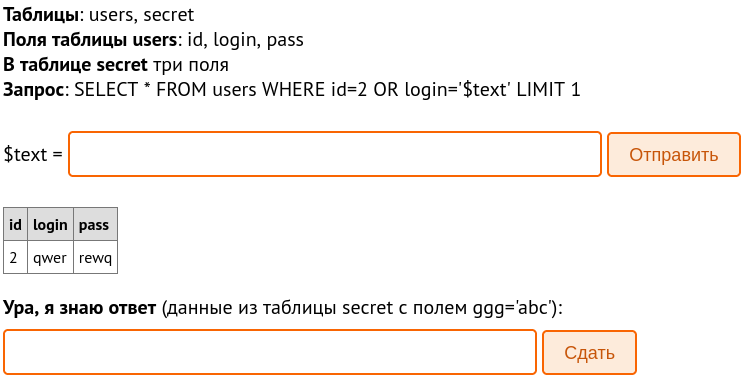 Таблицы: users, secret
Поля таблицы users: id, login, pass
В таблице secret три поля
Запрос: SELECT * FROM users WHERE id=2 OR login='$text' LIMIT 1
$text = Отправить
id login pass
2 qwer rewq
Ура, я знаю ответ (данные из таблицы secret с полем ggg='abc'):
Сдать